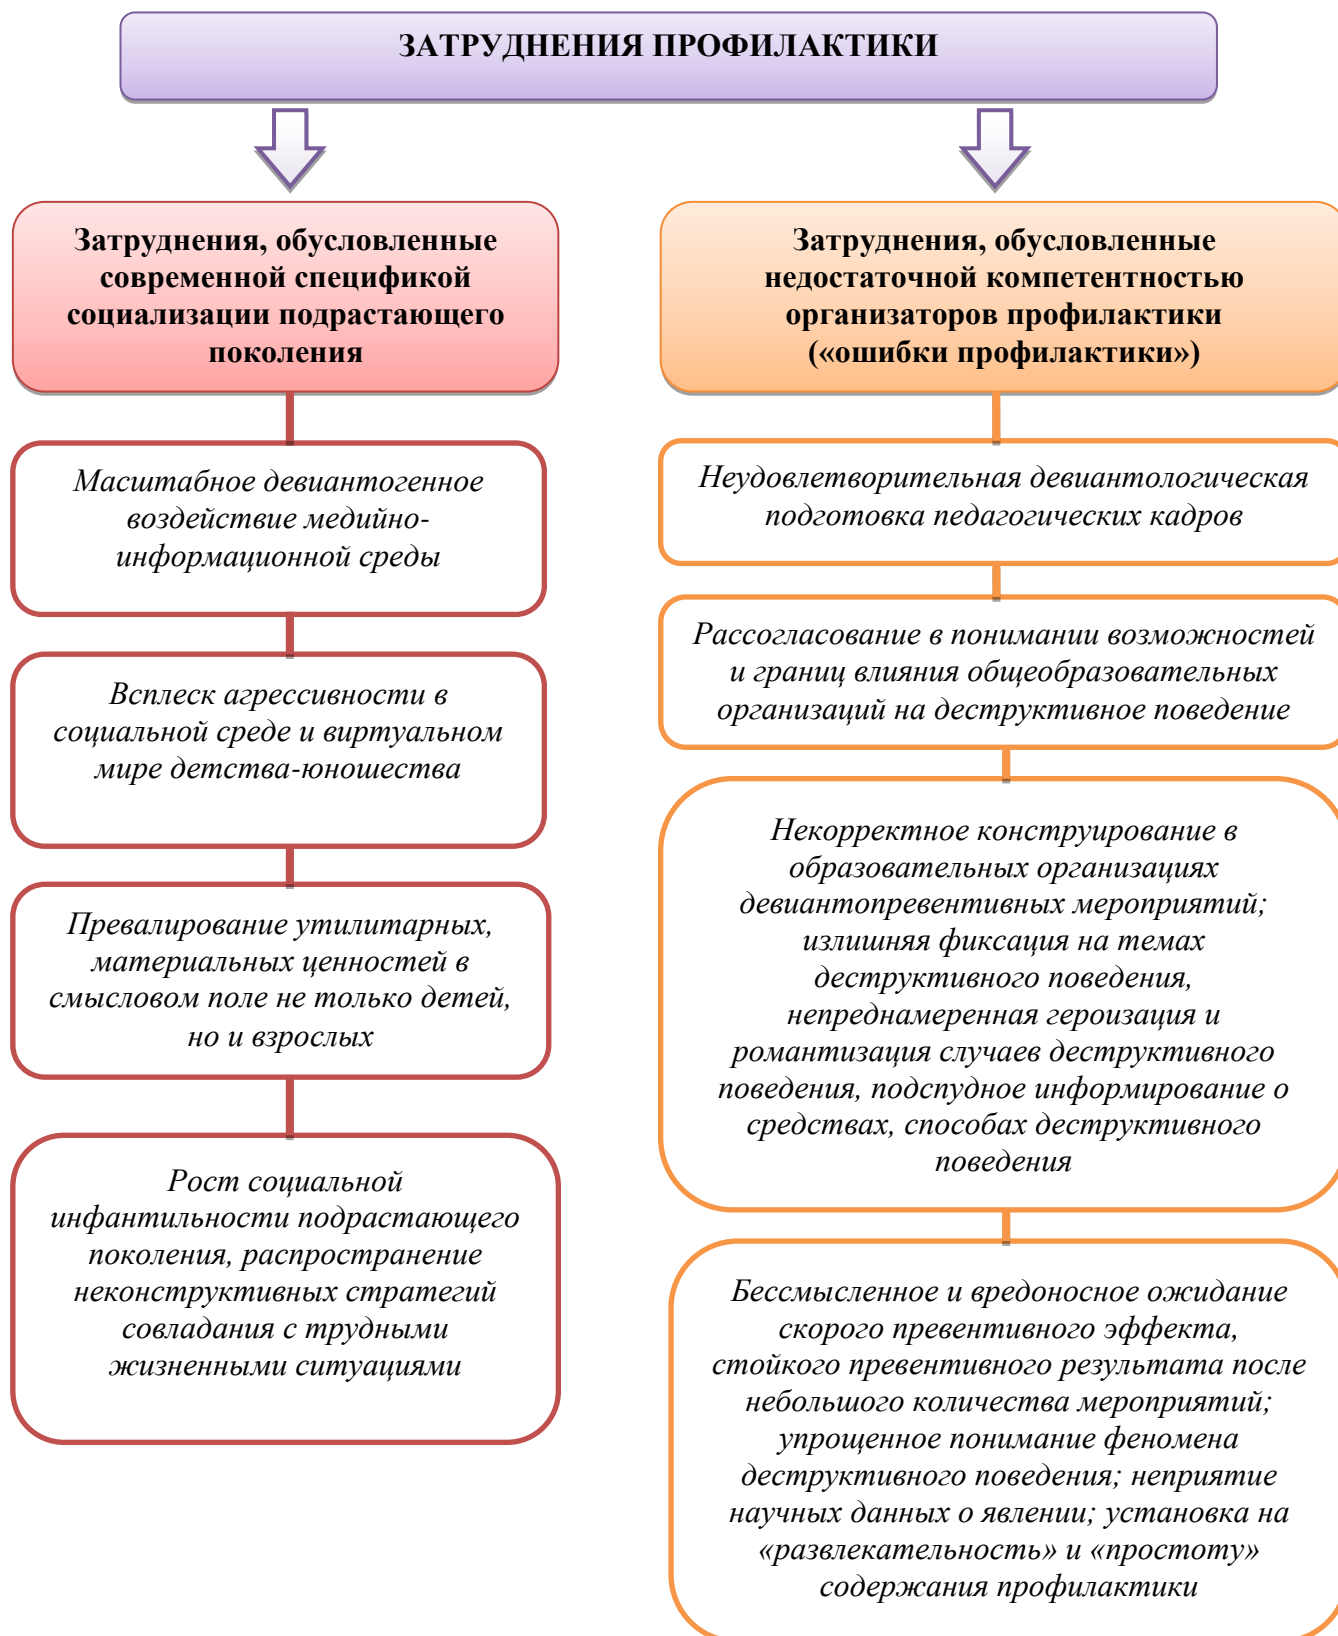 ЗАТРУДНЕНИЯ ПРОФИЛАКТИКИ
Затруднения, обусловленные
современной спецификой
социализации подрастающего
поколения
Масштабное девиантогенное
воздействие медийно-
информационной среды
Всплеск агрессивности в
социальной среде и виртуальном
мире детства-юношества
Превалирование утилитарных,
материальных ценностей в
смысловом поле не только детей,
но и взрослых
Рост социальной
инфантильности подрастающего
поколения, распространение
неконструктивных стратегий
совладания с трудными
жизненными ситуациями
Затруднения, обусловленные
недостаточной компетентностью
организаторов профилактики
(«ошибки профилактики»)
Неудовлетворительная девиантологическая
подготовка педагогических кадров
Рассогласование в понимании возможностей
и границ влияния общеобразовательных
организаций на деструктивное поведение
Некорректное конструирование в
образовательных организациях
девиантопревентивных мероприятий;
излишняя фиксация на темах
деструктивного поведения,
непреднамеренная героизация и
романтизация случаев деструктивного
поведения, подспудное информирование о
средствах, способах деструктивного
поведения
Бессмысленное и вредоносное ожидание
скорого превентивного эффекта,
стойкого превентивного результата после
небольшого количества мероприятий;
упрощенное понимание феномена
деструктивного поведения; неприятие
научных данных о явлении; установка на
«развлекательность» и «простоту»
содержания профилактики